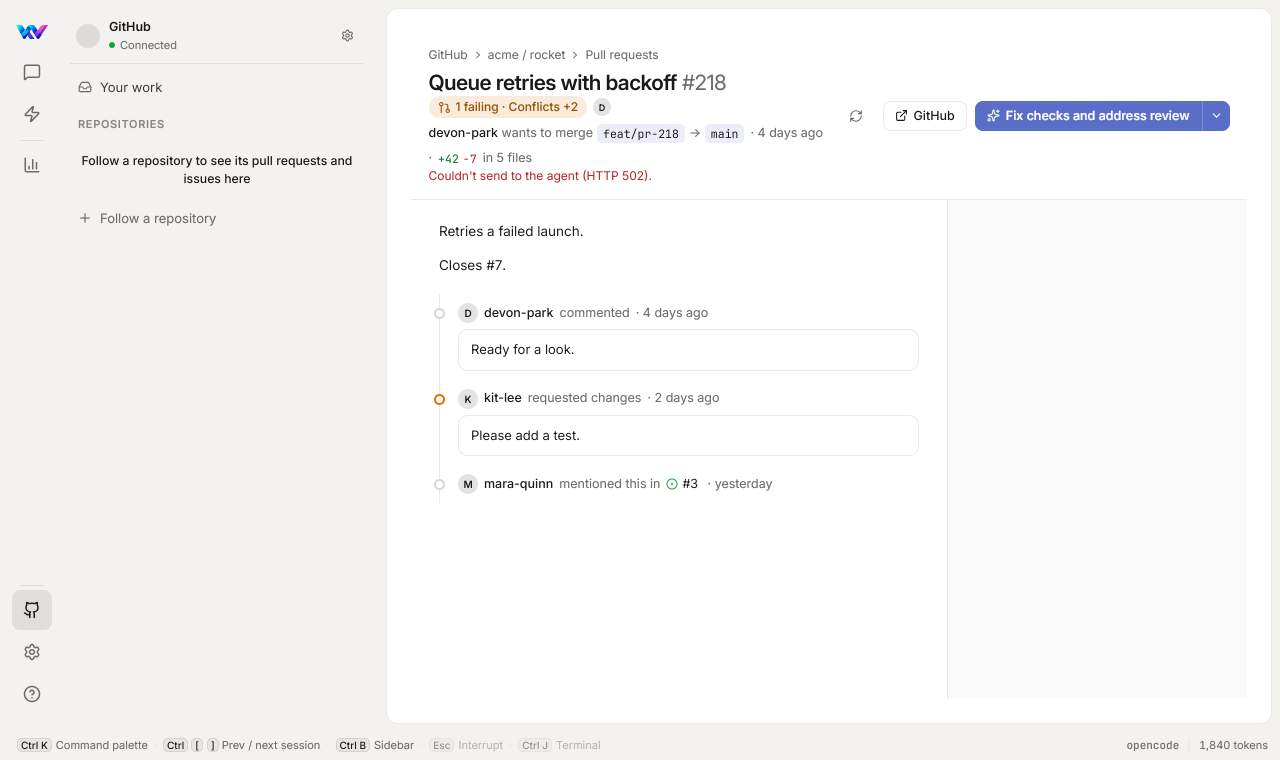 GitHub
Connected
Your work
REPOSITORIES
Follow a repository to see its pull requests and
issues here
Follow a repository
GitHub > acme / rocket > Pull requests
Queue retries with backoff #218
1 failing · Conflicts +2 D
devon-park wants to merge feat/pr-218 → main · 4 days ago
· +42 -7 in 5 files
Couldn't send to the agent (HTTP 502).
GitHub
Fix checks and address review
Retries a failed launch.
Closes #7.
D devon-park commented · 4 days ago
Ready for a look.
K kit-lee requested changes · 2 days ago
Please add a test.
M mara-quinn mentioned this in #3 · yesterday
Ctrl K Command palette · Ctrl [ ] Prev / next session · Ctrl B Sidebar · Esc Interrupt · Ctrl J Terminal
opencode 1,840 tokens